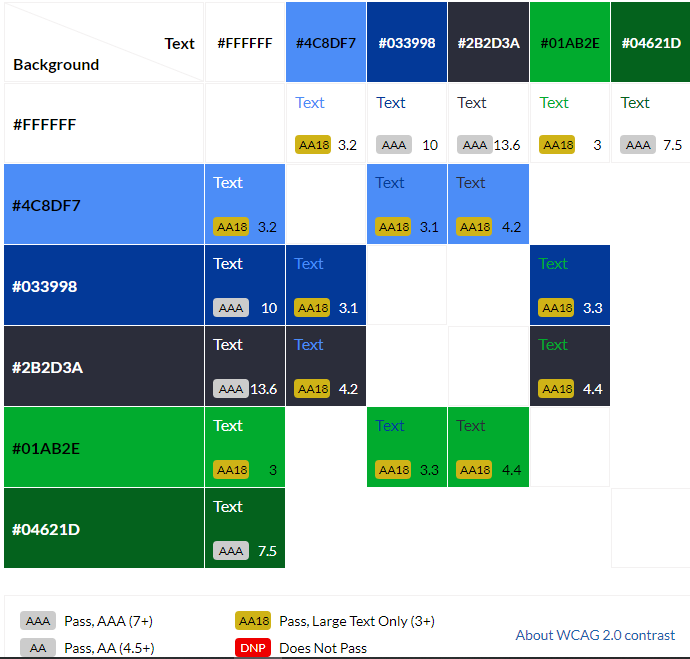 Text #FFFFFF #4C8DF7 #033998 #2B2D3A #01AB2E #04621D
Background
#FFFFFF
Text Text Text Text Text
AA18 3.2 AAA 10 AAA 13.6 AA18 3 AAA 7.5
#4C8DF7
Text Text Text
AA18 3.2 AA18 3.1 AA18 4.2
#033998
Text Text Text
AAA 10 AA18 3.1 AA18 3.3
#2B2D3A
Text Text Text
AAA 13.6 AA18 4.2 AA18 4.4
#01AB2E
Text Text Text
AA18 3 AA18 3.3 AA18 4.4
#04621D
Text
AAA 7.5
AAA Pass, AAA (7+) AA18 Pass, Large Text Only (3+)
About WCAG 2.0 contrast
AA Pass, AA (4.5+) DNP Does Not Pass